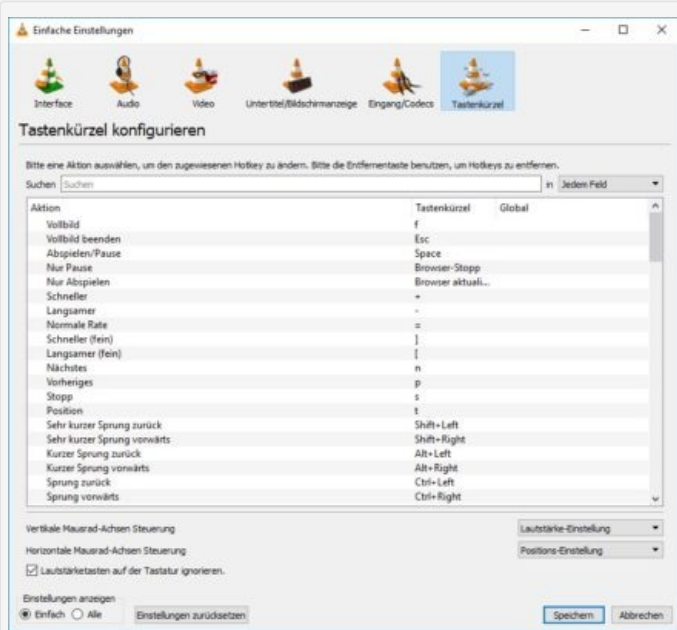 Einfache Einstellungen
Interface Audio Video Untertitel/Bildschirmanzeige Eingang/Codecs Tastenkürzel
Tastenkürzel konfigurieren
Bitte eine Aktion auswählen, um den zugewiesenen Hotkey zu ändern. Bitte die Entfernentaste benutzen, um Hotkeys zu entfernen.
Suchen Suchen in Jedem Feld
Aktion Tastenkürzel Global
Vollbild f
Vollbild beenden Esc
Abspielen/Pause Space
Nur Pause Browser-Stopp
Nur Abspielen Browser aktuali...
Schneller +
Langsamer -
Normale Rate =
Schneller (fein) ]
Langsamer (fein) [
Nächstes n
Vorheriges p
Stopp s
Position t
Sehr kurzer Sprung zurück Shift+Left
Sehr kurzer Sprung vorwärts Shift+Right
Kurzer Sprung zurück Alt+Left
Kurzer Sprung vorwärts Alt+Right
Sprung zurück Ctrl+Left
Sprung vorwärts Ctrl+Right
Vertikale Mausrad-Achsen Steuerung Lautstärke-Einstellung
Horizontale Mausrad-Achsen Steuerung Positions-Einstellung
Lautstärketasten auf der Tastatur ignorieren.
Einstellungen anzeigen
Einfach Alle Einstellungen zurücksetzen Speichern Abbrechen